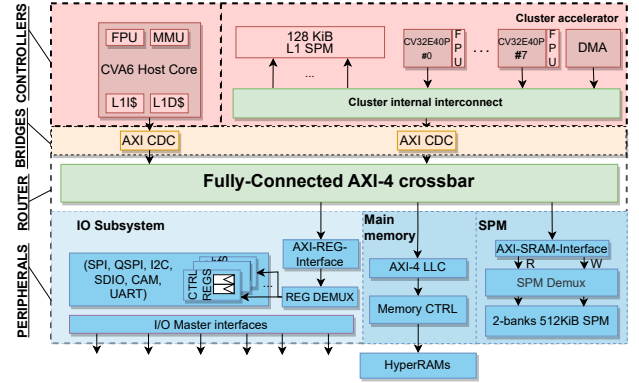 CONTROLLERS
BRIDGES
ROUTER
PERIPHERALS
FPU
MMU
CVA6 Host Core
L1I$
L1D$
Cluster accelerator
128 KiB
L1 SPM
...
CV32E40P
#0
FPU
...
CV32E40P
#7
FPU
DMA
Cluster internal interconnect
AXI CDC
AXI CDC
Fully-Connected AXI-4 crossbar
IO Subsystem
(SPI, QSPI, I2C,
SDIO, CAM,
UART)
CTRL
REGS
AXI-REG-
Interface
...
REG DEMUX
I/O Master interfaces
Main
memory
AXI-4 LLC
Memory CTRL
HyperRAMs
SPM
AXI-SRAM-Interface
R
W
SPM Demux
2-banks 512KiB SPM